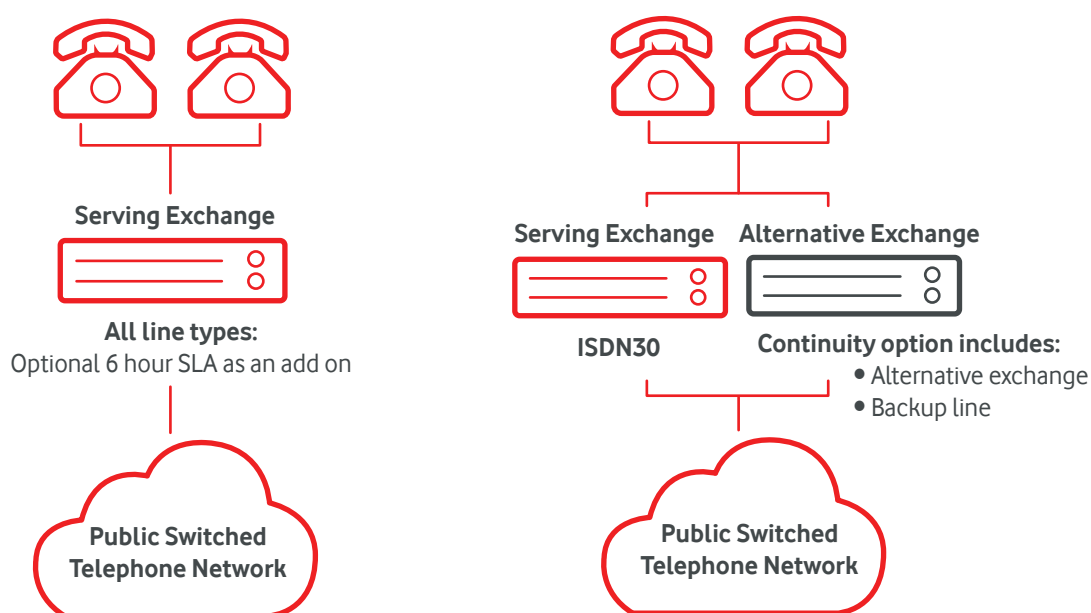 Serving Exchange
All line types:
Optional 6 hour SLA as an add on
Public Switched
Telephone Network
Serving Exchange
Alternative Exchange
ISDN30
Continuity option includes:
• Alternative exchange
• Backup line
Public Switched
Telephone Network